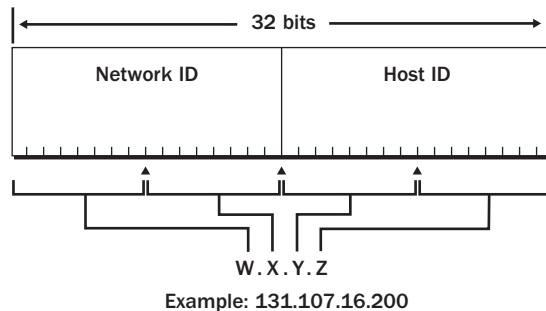 32 bits
Network ID
Host ID
W.X.Y.Z
Example: 131.107.16.200